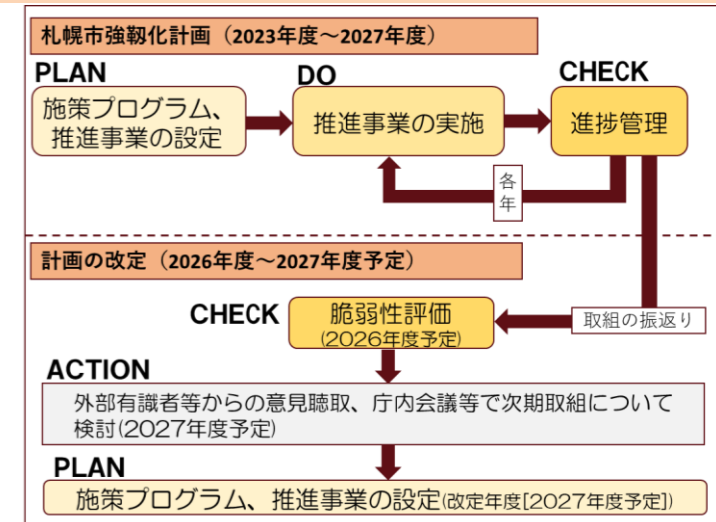 札幌市強靱化計画（2023年度～2027年度）
PLAN
DO
CHECK
施策プログラム、
推進事業の設定
推進事業の実施
進捗管理
各
年
計画の改定（2026年度～2027年度予定）
CHECK
脆弱性評価
(2026年度予定)
取組の振返り
ACTION
外部有識者等からの意見聴取、庁内会議等で次期取組について
検討(2027年度予定)
PLAN
施策プログラム、推進事業の設定(改定年度[2027年度予定])